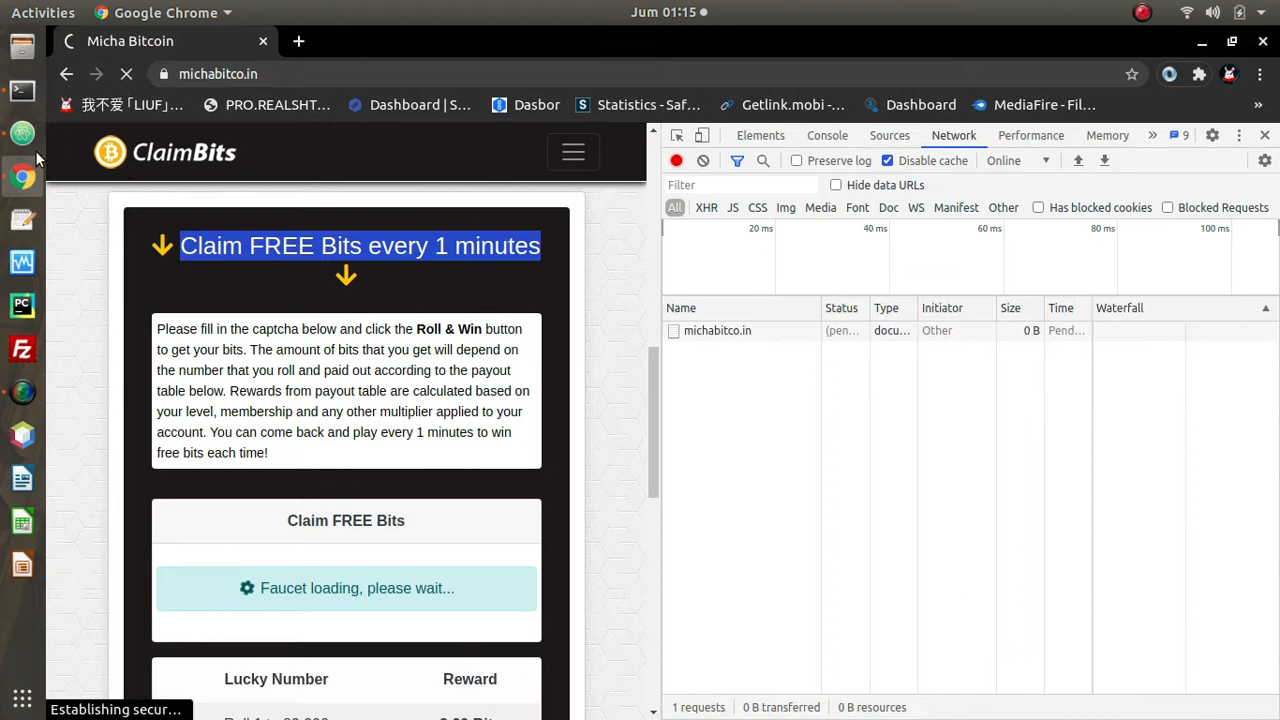 Activities
Google Chrome
Jum 01:15
Micha Bitcoin
michabitco.in
我不爱「LIUF」…
PRO.REALSHT…
Dashboard | S…
Dasbor
Statistics - Saf…
Getlink.mobi -…
Dashboard
MediaFire - Fil…
»
ClaimBits
Elements
Console
Sources
Network
Performance
Memory
»
9
Preserve log
Disable cache
Online
Filter
Hide data URLs
All
XHR
JS
CSS
Img
Media
Font
Doc
WS
Manifest
Other
Has blocked cookies
Blocked Requests
20 ms
40 ms
60 ms
80 ms
100 ms
Name
Status
Type
Initiator
Size
Time
Waterfall
michabitco.in
(pen…
docu…
Other
0 B
Pend…
Claim FREE Bits every 1 minutes
Please fill in the captcha below and click the Roll & Win button
to get your bits. The amount of bits that you get will depend on
the number that you roll and paid out according to the payout
table below. Rewards from payout table are calculated based on
your level, membership and any other multiplier applied to your
account. You can come back and play every 1 minutes to win
free bits each time!
Claim FREE Bits
Faucet loading, please wait...
Lucky Number
Reward
Establishing secur…
1 requests
0 B transferred
0 B resources